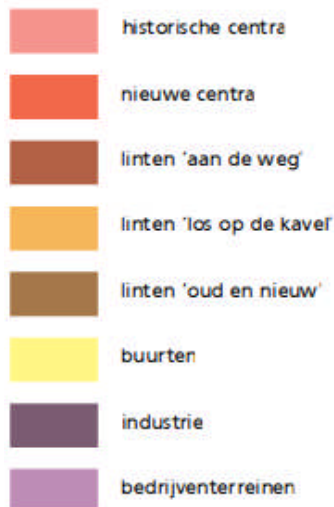 historische centra
nieuwe centra
linten 'aan de weg'
linten 'los op de kavel'
linten 'oud en nieuw'
buurten
industrie
bedrijventerreinen